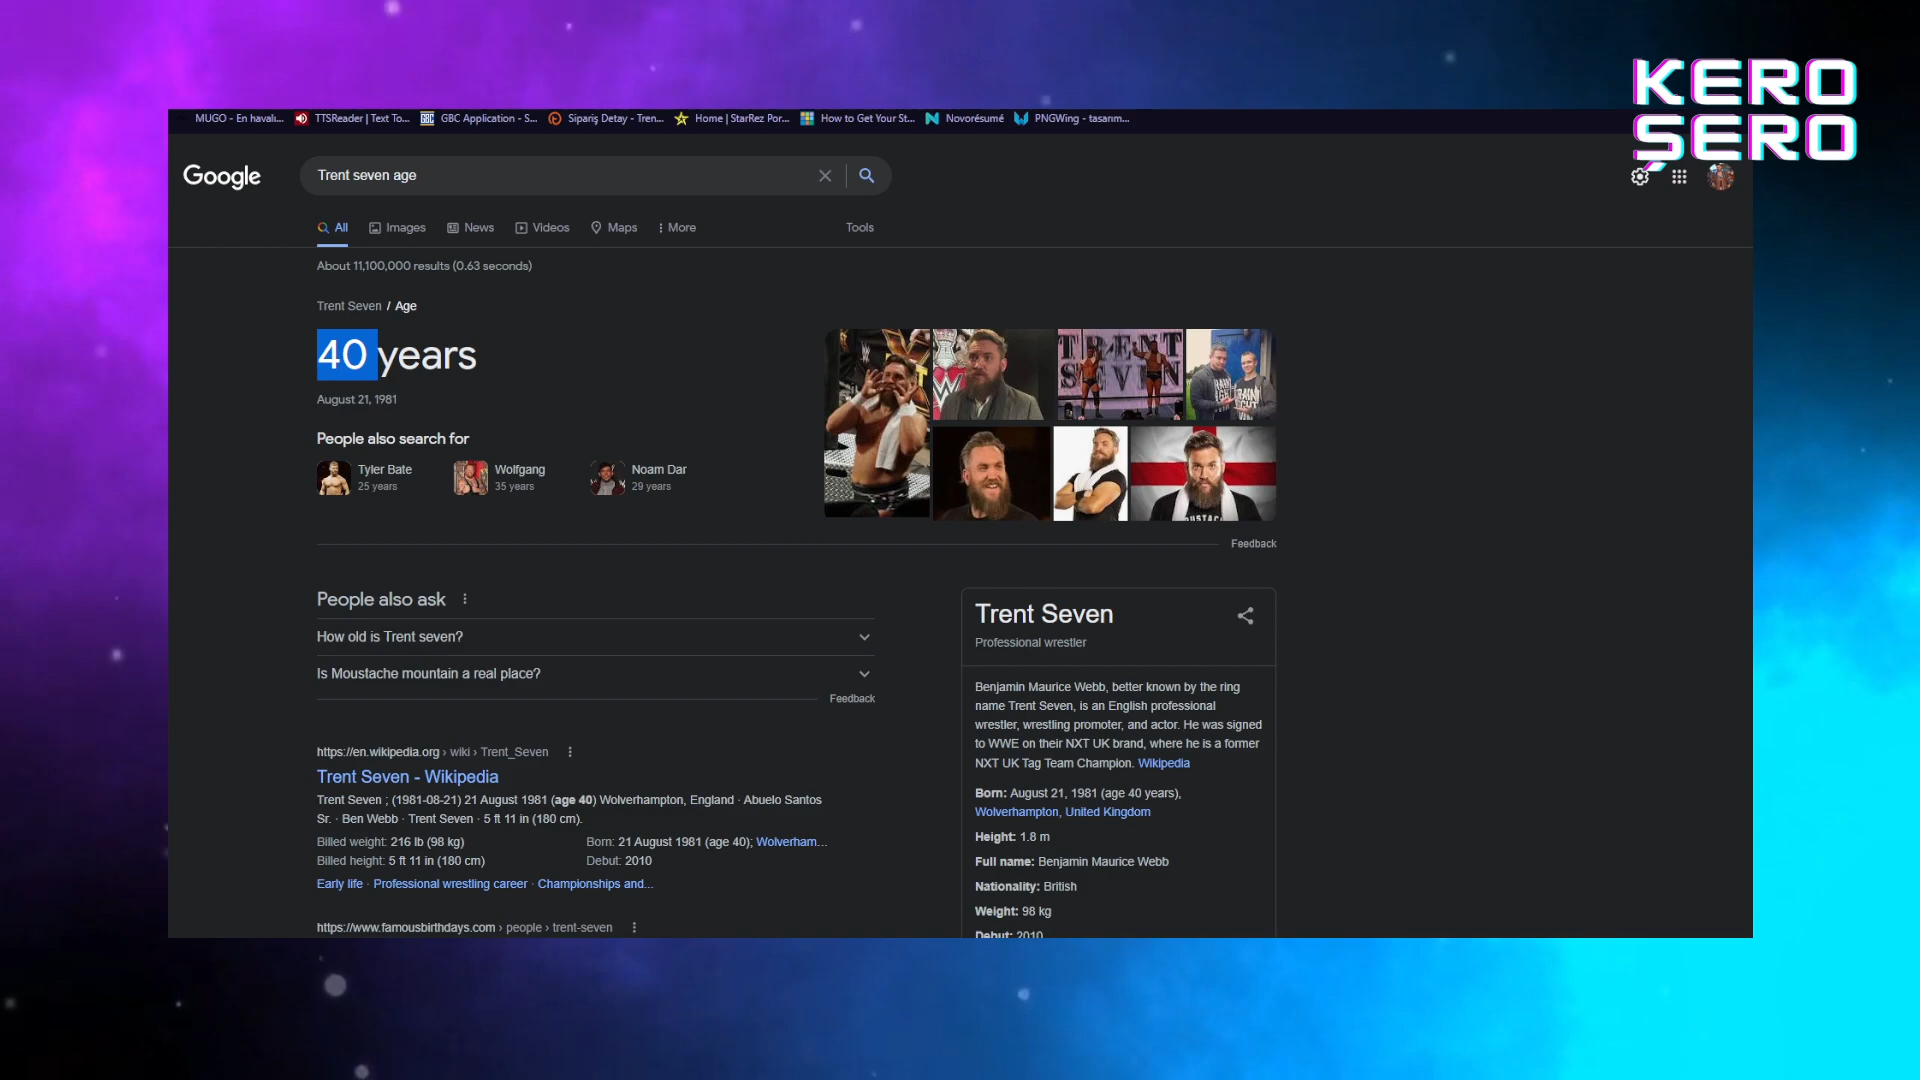 KERO
ŞERO
MUGO - En havalı...
TTSReader | Text To...
GBC Application - S...
Sipariş Detay - Tren...
Home | StarRez Por...
How to Get Your St...
Novorésumé
PNGWing - tasarım...
Google
Trent seven age
All
Images
News
Videos
Maps
More
Tools
About 11,100,000 results (0.63 seconds)
Trent Seven / Age
40 years
August 21, 1981
People also search for
Tyler Bate
25 years
Wolfgang
35 years
Noam Dar
29 years
TRENT
SEVEN
Feedback
People also ask
How old is Trent seven?
Is Moustache mountain a real place?
Feedback
https://en.wikipedia.org › wiki › Trent_Seven
Trent Seven - Wikipedia
Trent Seven ; (1981-08-21) 21 August 1981 (age 40) Wolverhampton, England · Abuelo Santos
Sr. · Ben Webb · Trent Seven · 5 ft 11 in (180 cm).
Billed weight: 216 lb (98 kg)
Born: 21 August 1981 (age 40); Wolverham...
Billed height: 5 ft 11 in (180 cm)
Debut: 2010
Early life · Professional wrestling career · Championships and...
https://www.famousbirthdays.com › people › trent-seven
Trent Seven
Professional wrestler
Benjamin Maurice Webb, better known by the ring
name Trent Seven, is an English professional
wrestler, wrestling promoter, and actor. He was signed
to WWE on their NXT UK brand, where he is a former
NXT UK Tag Team Champion. Wikipedia
Born: August 21, 1981 (age 40 years),
Wolverhampton, United Kingdom
Height: 1.8 m
Full name: Benjamin Maurice Webb
Nationality: British
Weight: 98 kg
Debut: 2010